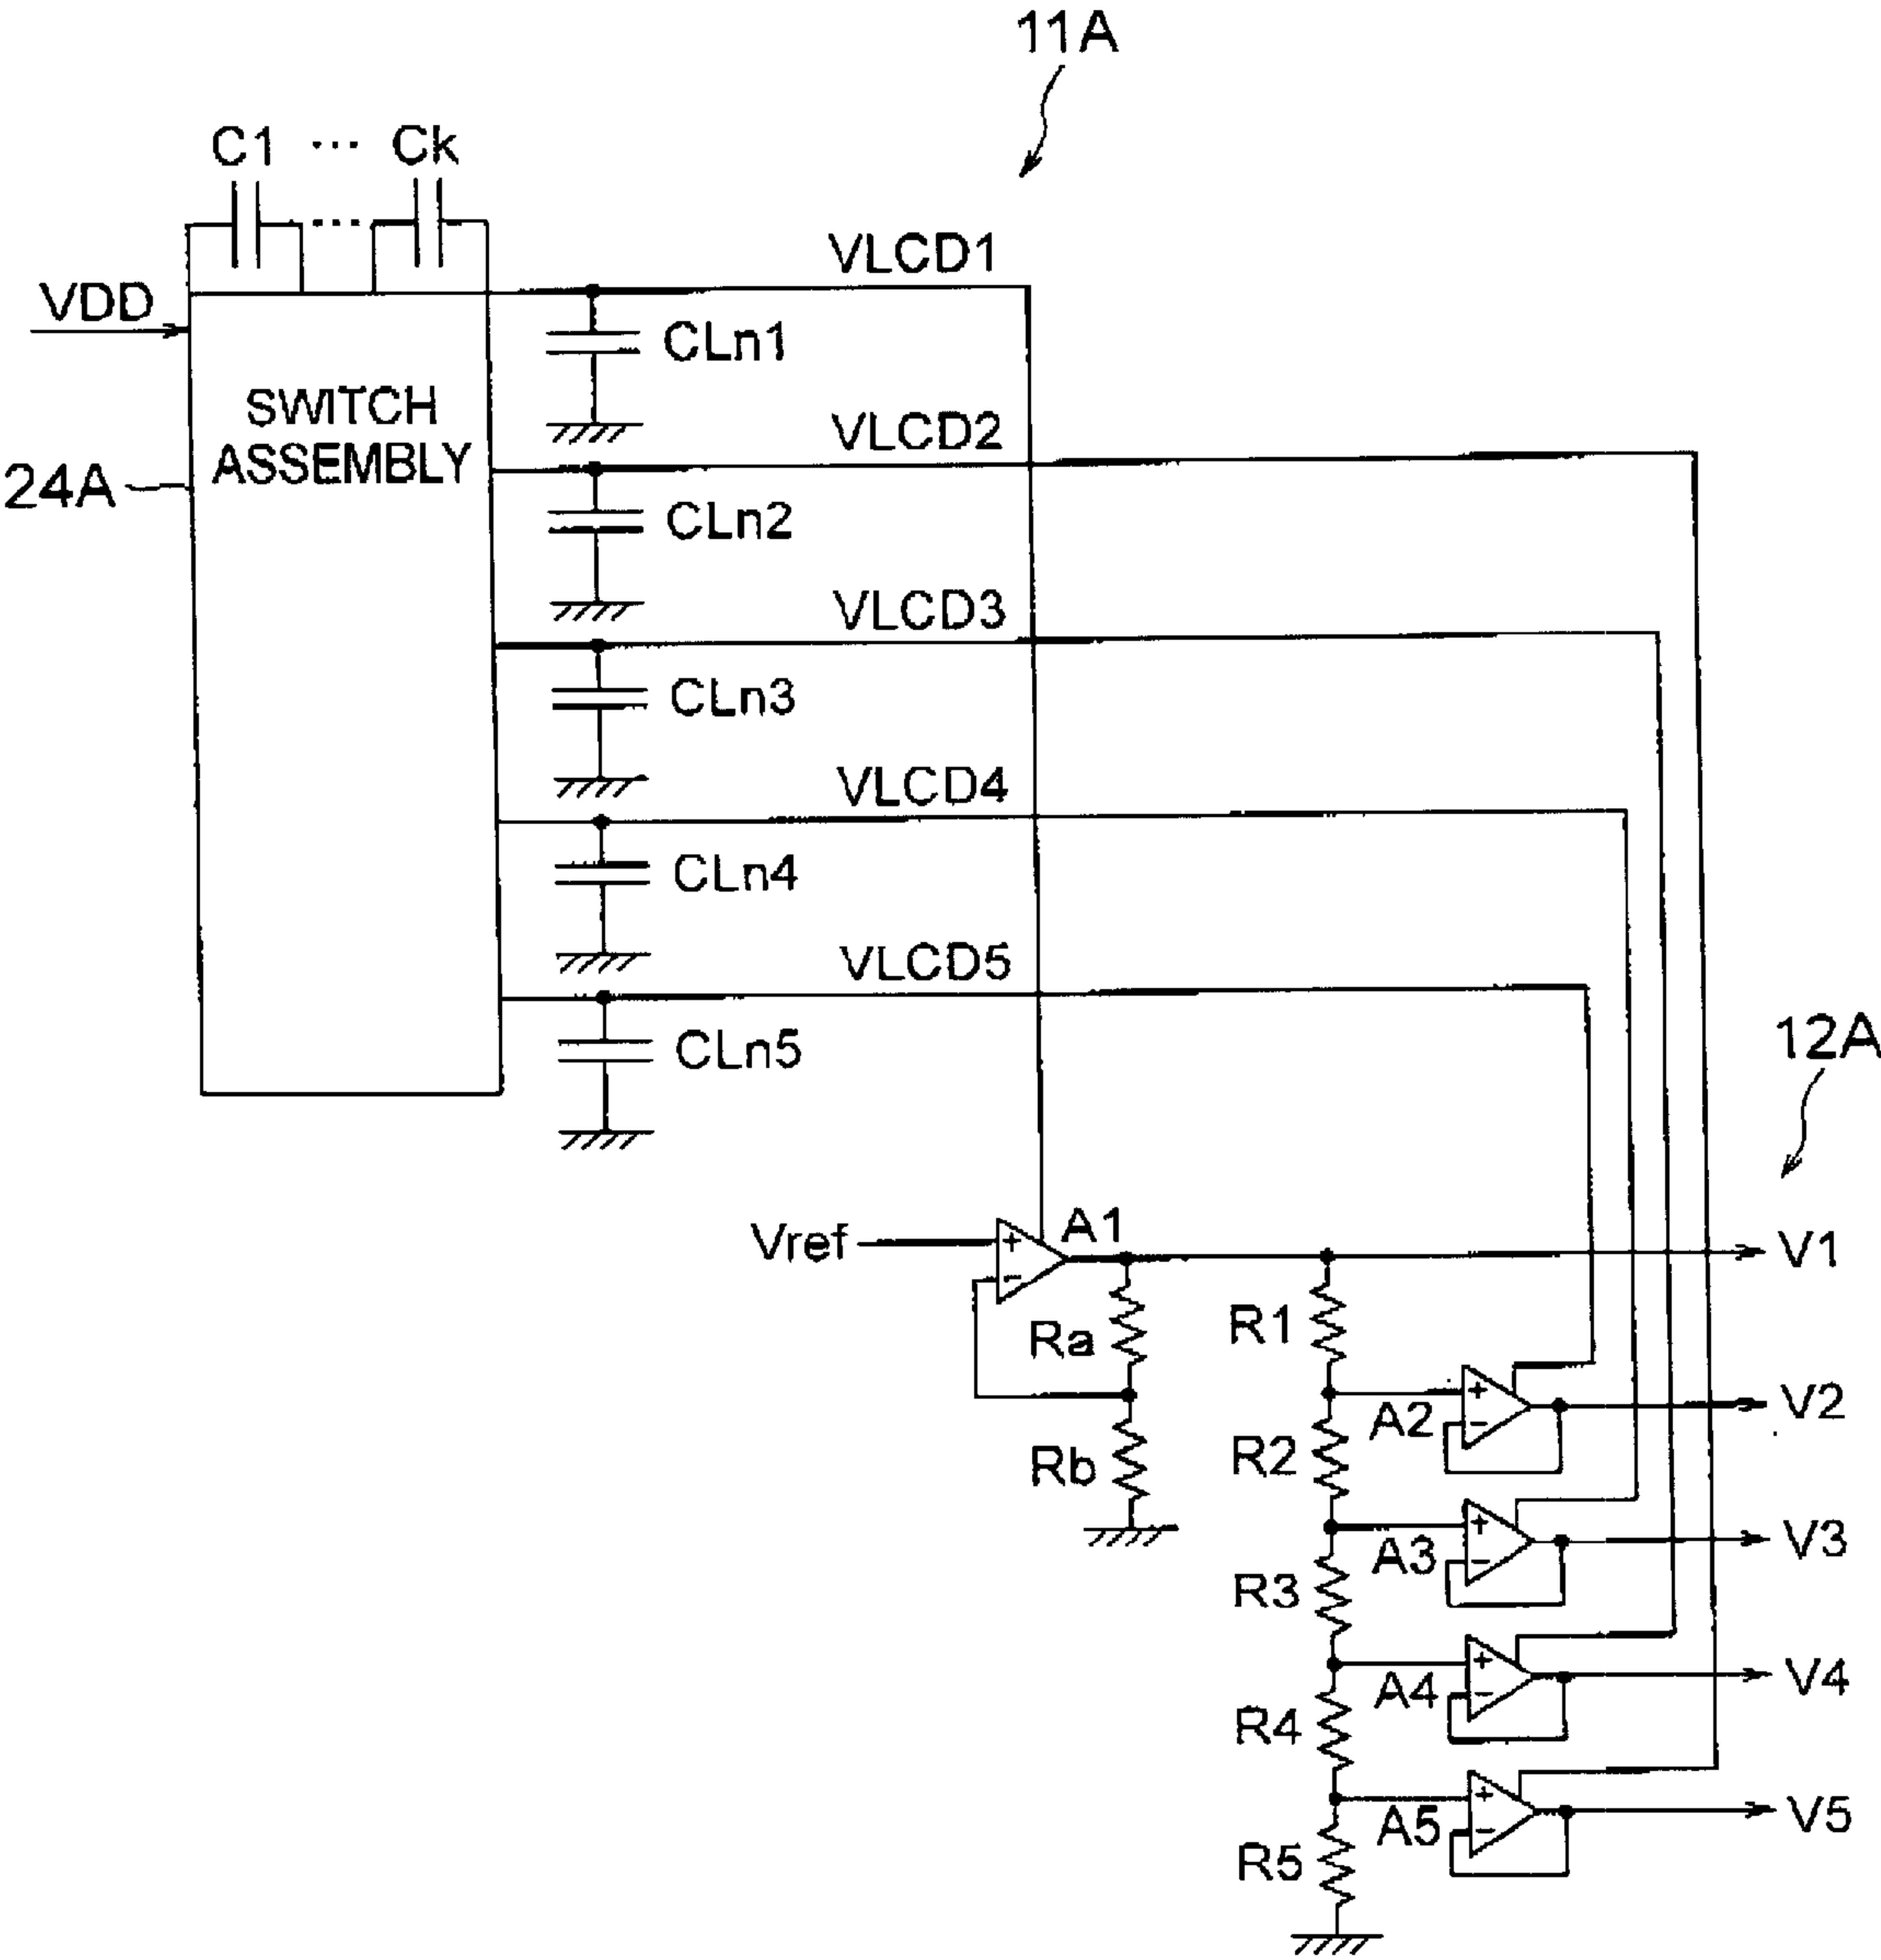 11A
C1 ... Ck
...
VDD
VLCD1
CLn1
SWITCH
ASSEMBLY
24A
VLCD2
CLn2
VLCD3
CLn3
VLCD4
CLn4
VLCD5
CLn5
12A
Vref
+
-
A1
V1
Ra
R1
Rb
+
-
A2
V2
R2
+
-
A3
V3
R3
+
-
A4
V4
R4
+
-
A5
V5
R5